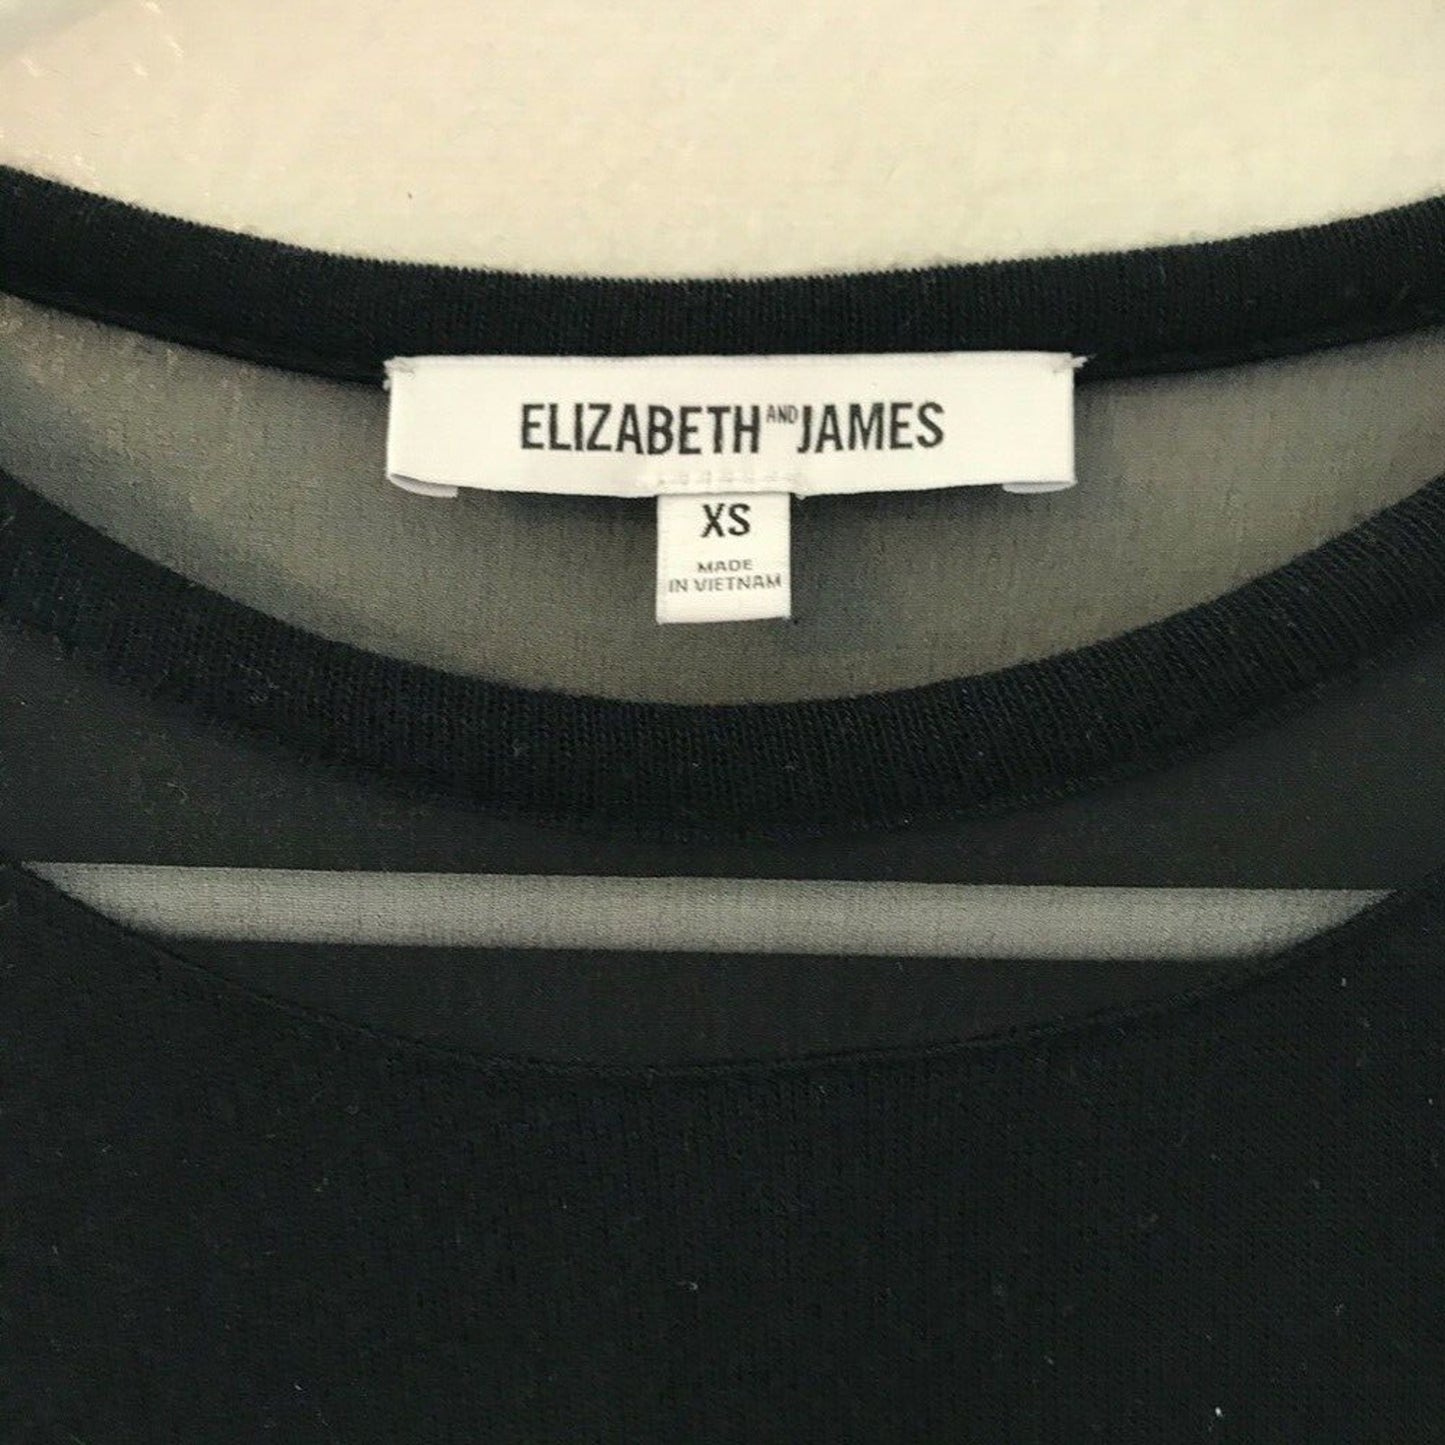 ELIZABETH AND JAMES
XS
MADE
IN VIETNAM